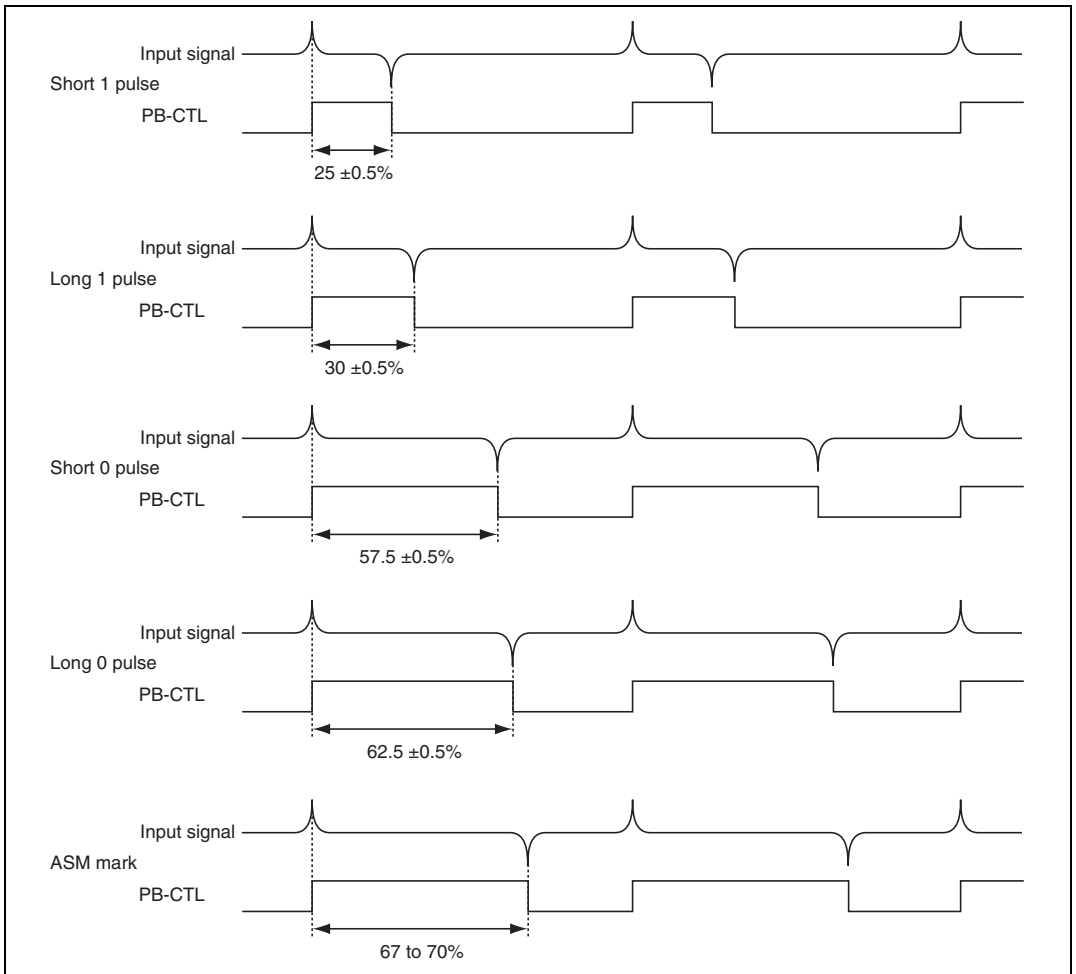 Input signal
Short 1 pulse
PB-CTL
25 ±0.5%
Input signal
Long 1 pulse
PB-CTL
30 ±0.5%
Input signal
Short 0 pulse
PB-CTL
57.5 ±0.5%
Input signal
Long 0 pulse
PB-CTL
62.5 ±0.5%
Input signal
ASM mark
PB-CTL
67 to 70%